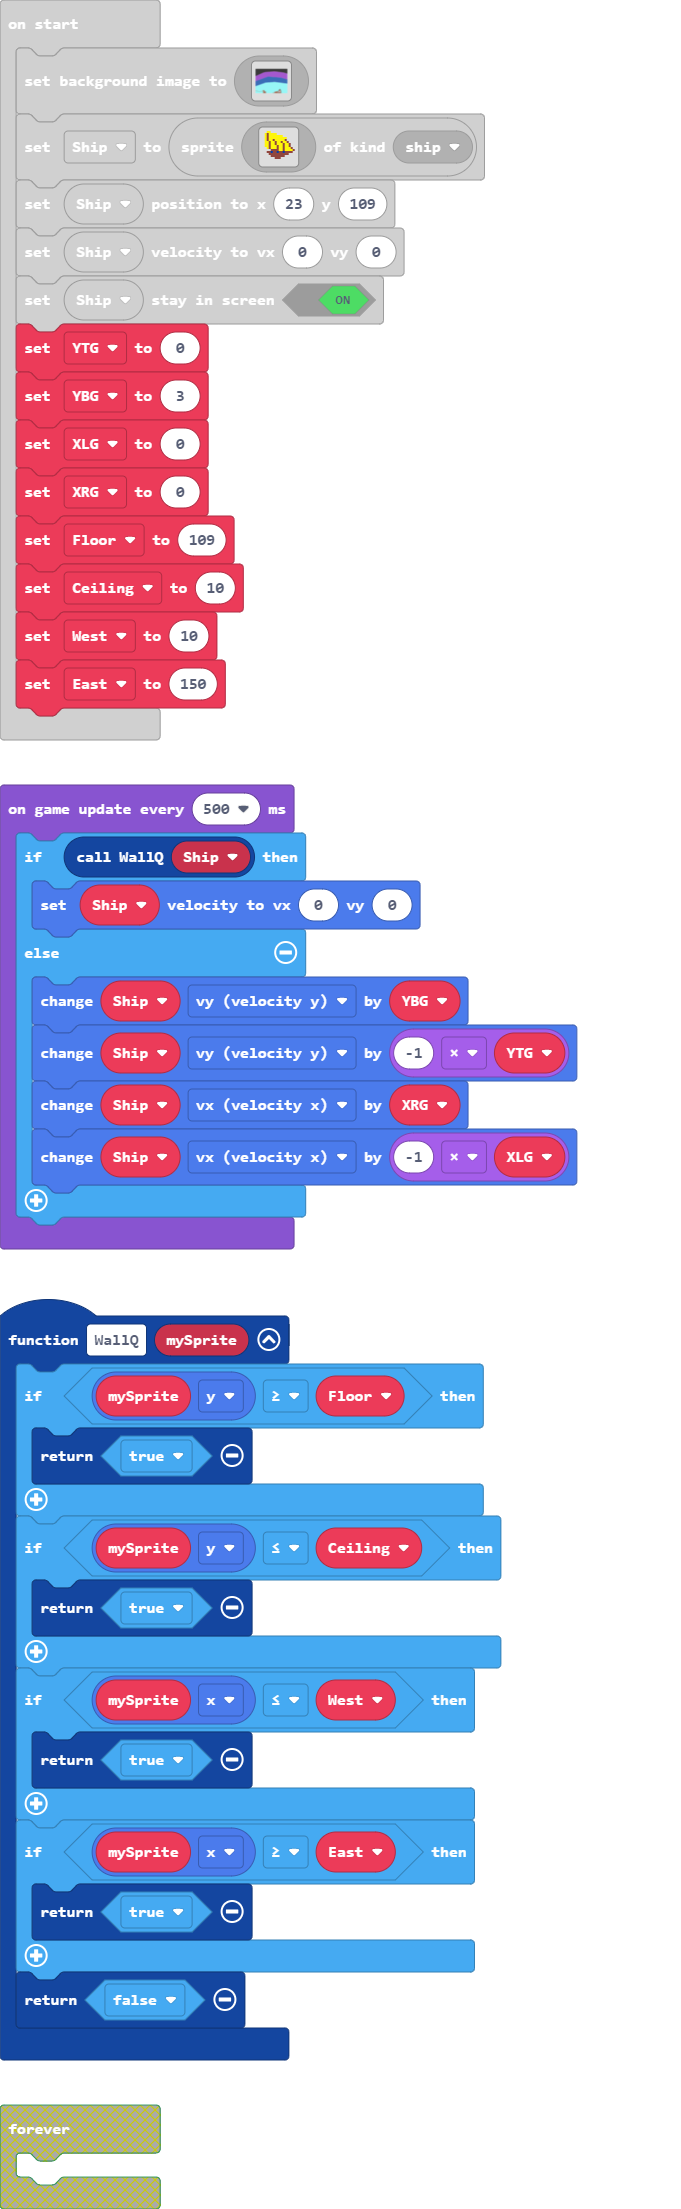 on start
set background image to
set Ship to sprite of kind ship
set Ship position to x 23 y 109
set Ship velocity to vx 0 vy 0
set Ship stay in screen ON
set YTG to 0
set YBG to 3
set XLG to 0
set XRG to 0
set Floor to 109
set Ceiling to 10
set West to 10
set East to 150
on game update every 500 ms
if call WallQ Ship then
set Ship velocity to vx 0 vy 0
else
change Ship vy (velocity y) by YBG
change Ship vy (velocity y) by -1 × YTG
change Ship vx (velocity x) by XRG
change Ship vx (velocity x) by -1 × XLG
function WallQ mySprite
if mySprite y ≥ Floor then
return true
if mySprite y ≤ Ceiling then
return true
if mySprite x ≤ West then
return true
if mySprite x ≥ East then
return true
return false
forever